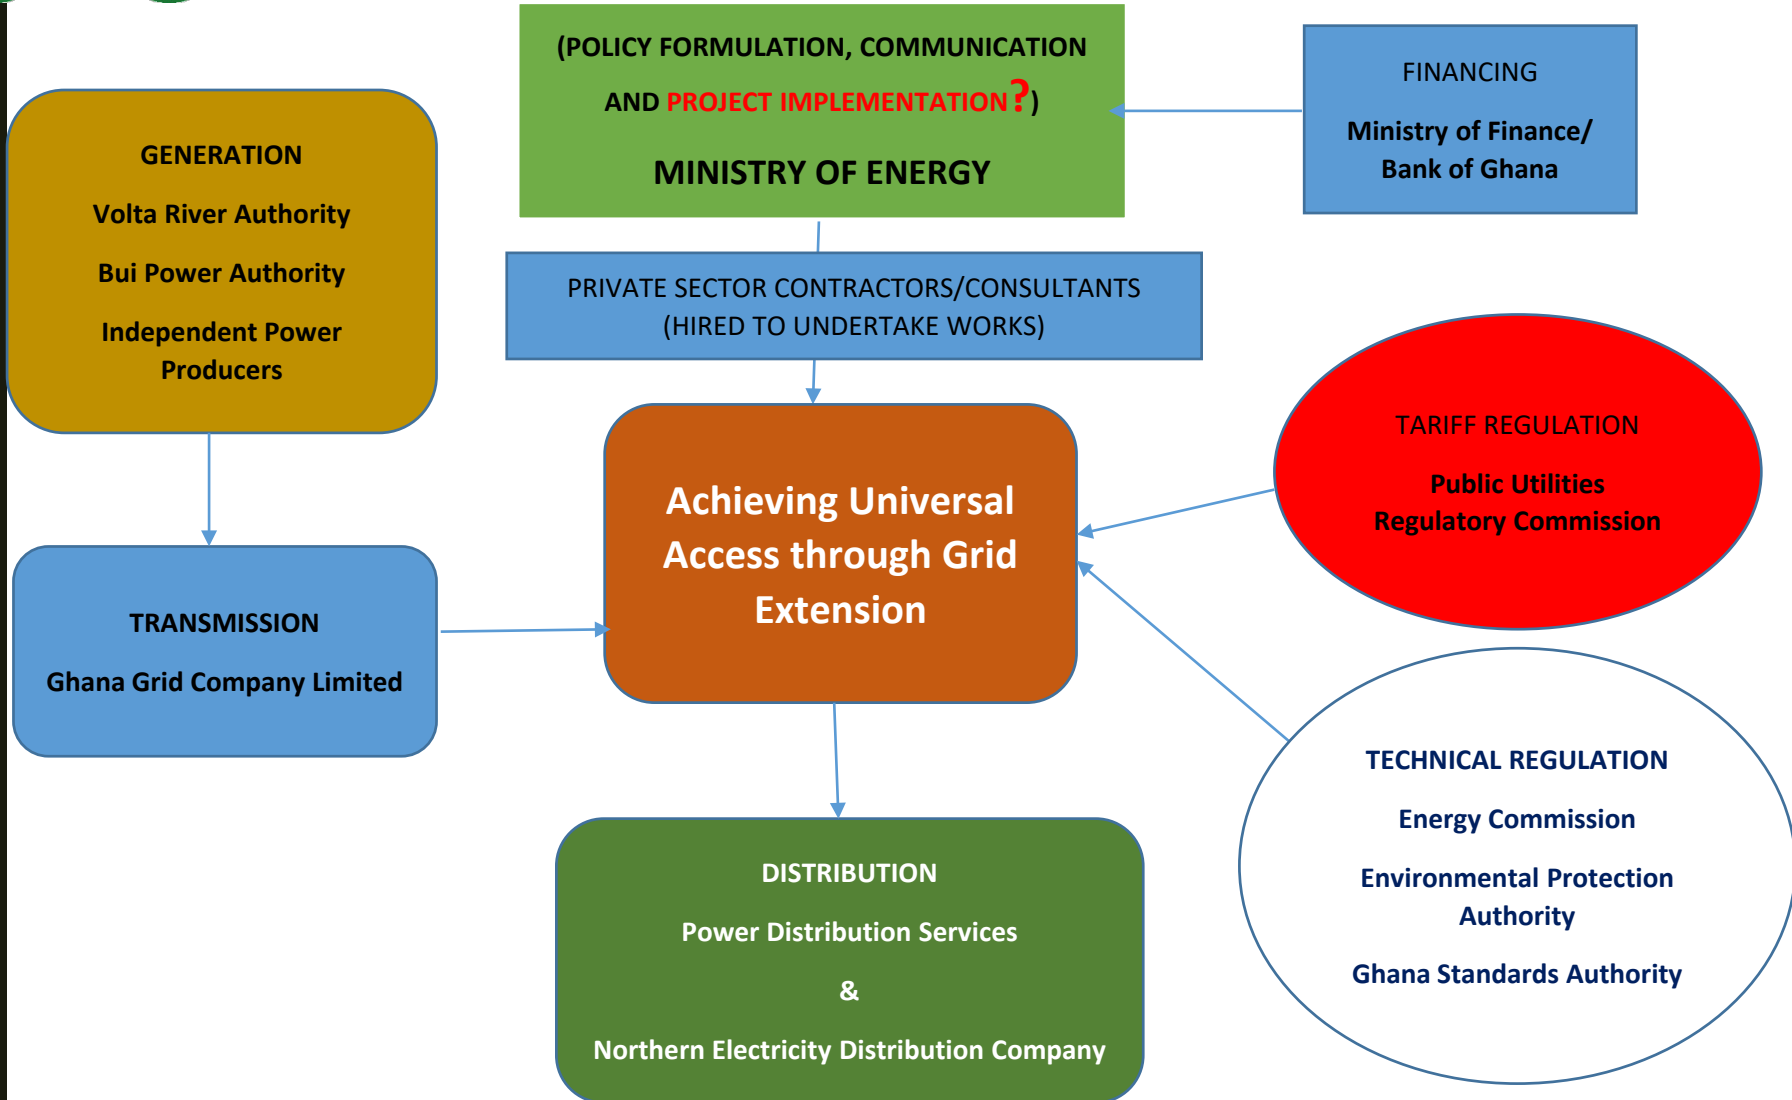 (POLICY FORMULATION, COMMUNICATION
AND PROJECT IMPLEMENTATION?)
MINISTRY OF ENERGY
FINANCING
Ministry of Finance/
Bank of Ghana
GENERATION
Volta River Authority
Bui Power Authority
Independent Power
Producers
PRIVATE SECTOR CONTRACTORS/CONSULTANTS
(HIRED TO UNDERTAKE WORKS)
TARIFF REGULATION
Public Utilities
Regulatory Commission
Achieving Universal
Access through Grid
Extension
TRANSMISSION
Ghana Grid Company Limited
TECHNICAL REGULATION
Energy Commission
Environmental Protection
Authority
Ghana Standards Authority
DISTRIBUTION
Power Distribution Services
&
Northern Electricity Distribution Company